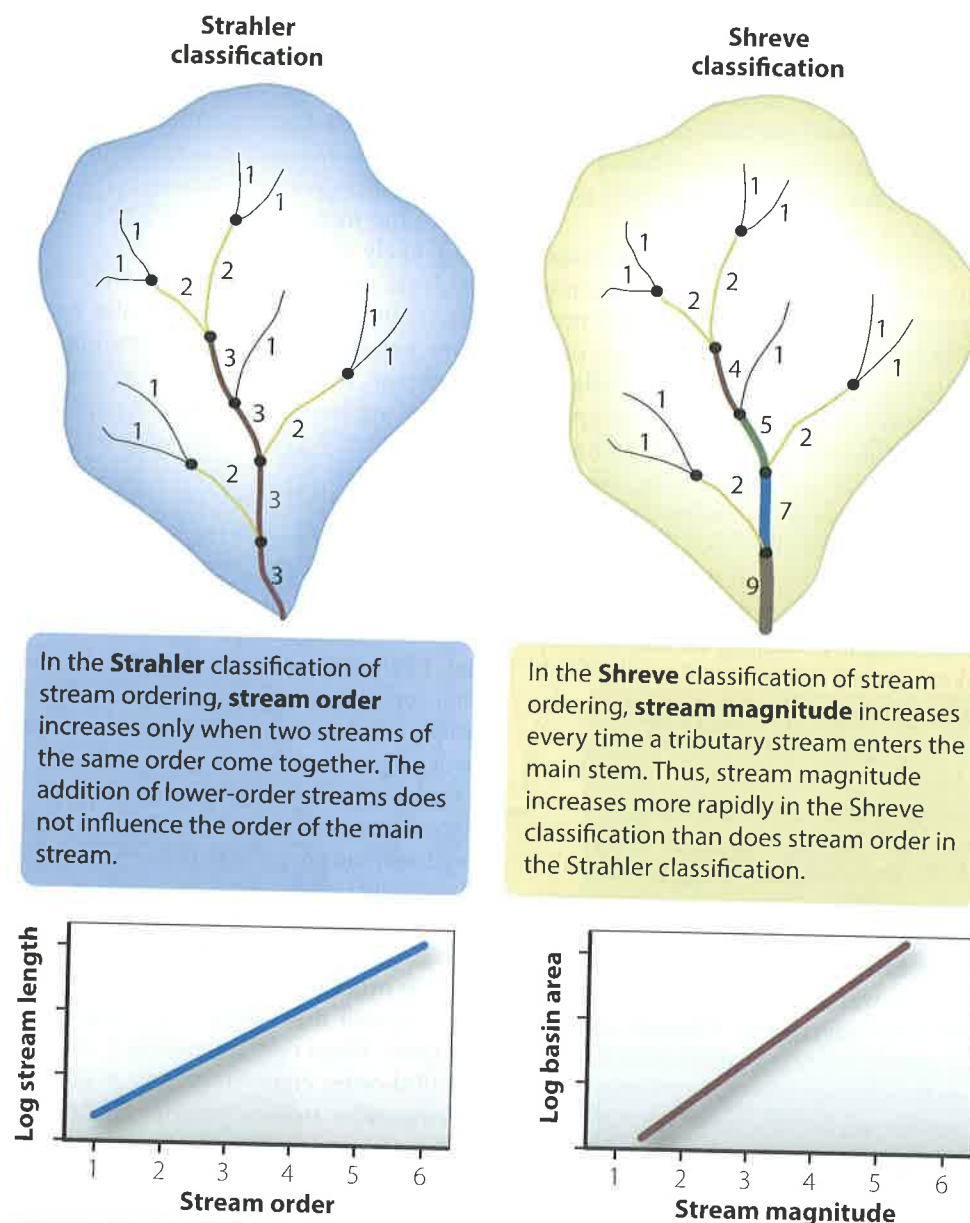 Strahler
classification
1
1
1
1
2
2
1
1
3
1
3
1
1
2
2
3
3
In the Strahler classification of
stream ordering, stream order
increases only when two streams of
the same order come together. The
addition of lower-order streams does
not influence the order of the main
stream.
Log stream length
1 2 3 4 5 6
Stream order
Shreve
classification
1
1
1
1
2
2
1
1
4
1
5
1
1
2
2
7
9
In the Shreve classification of stream
ordering, stream magnitude increases
every time a tributary stream enters the
main stem. Thus, stream magnitude
increases more rapidly in the Shreve
classification than does stream order in
the Strahler classification.
Log basin area
1 2 3 4 5 6
Stream magnitude